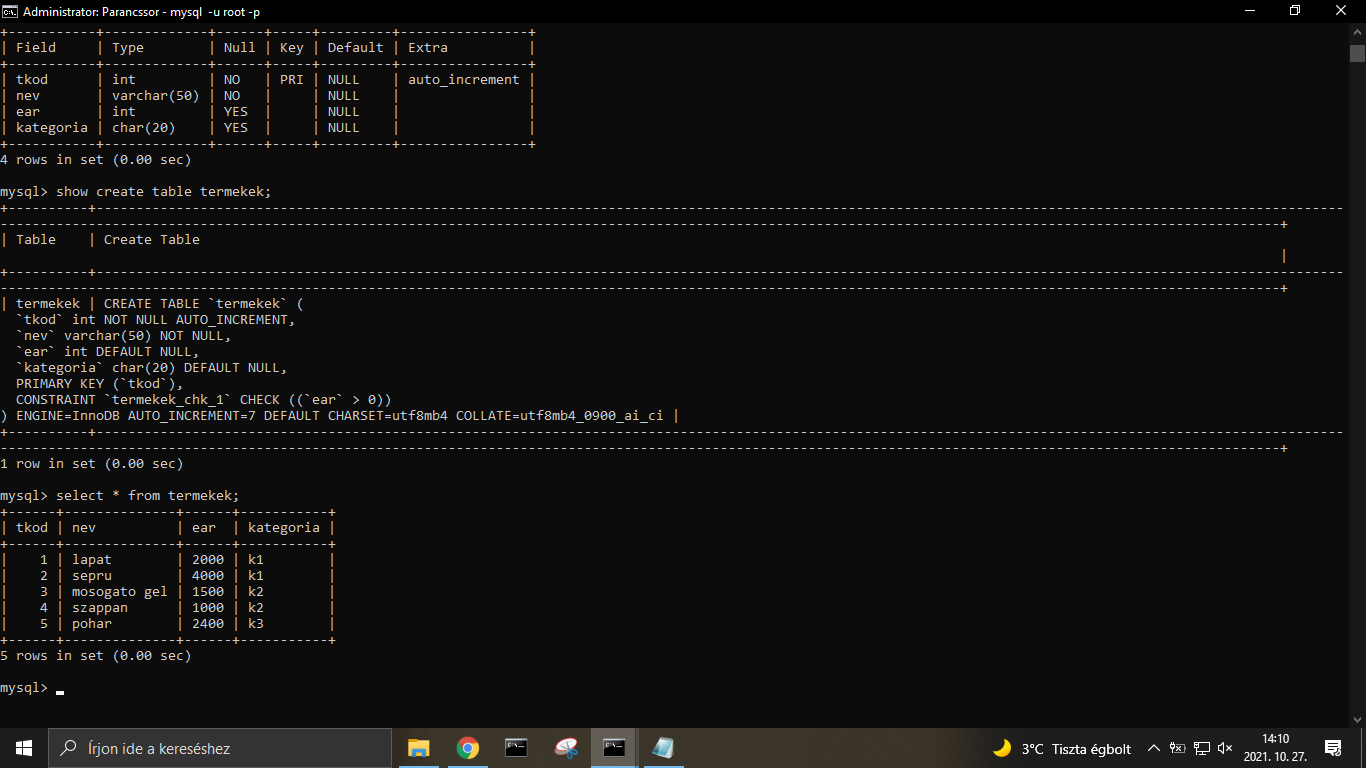 Administrator: Parancssor - mysql  -u root -p
+-----------+-------------+------+-----+---------+----------------+
| Field     | Type        | Null | Key | Default | Extra          |
+-----------+-------------+------+-----+---------+----------------+
| tkod      | int         | NO   | PRI | NULL    | auto_increment |
| nev       | varchar(50) | NO   |     | NULL    |                |
| ear       | int         | YES  |     | NULL    |                |
| kategoria | char(20)    | YES  |     | NULL    |                |
+-----------+-------------+------+-----+---------+----------------+
4 rows in set (0.00 sec)
mysql> show create table termekek;
| Table    | Create Table
|
| termekek | CREATE TABLE `termekek` (
  `tkod` int NOT NULL AUTO_INCREMENT,
  `nev` varchar(50) NOT NULL,
  `ear` int DEFAULT NULL,
  `kategoria` char(20) DEFAULT NULL,
  PRIMARY KEY (`tkod`),
  CONSTRAINT `termekek_chk_1` CHECK ((`ear` > 0))
) ENGINE=InnoDB AUTO_INCREMENT=7 DEFAULT CHARSET=utf8mb4 COLLATE=utf8mb4_0900_ai_ci |
1 row in set (0.00 sec)
mysql> select * from termekek;
+------+--------------+------+-----------+
| tkod | nev          | ear  | kategoria |
+------+--------------+------+-----------+
|    1 | lapat        | 2000 | k1        |
|    2 | sepru        | 4000 | k1        |
|    3 | mosogato gel | 1500 | k2        |
|    4 | szappan      | 1000 | k2        |
|    5 | pohar        | 2400 | k3        |
+------+--------------+------+-----------+
5 rows in set (0.00 sec)
mysql> _
Írjon ide a kereséshez
3°C Tiszta égbolt
14:10
2021. 10. 27.